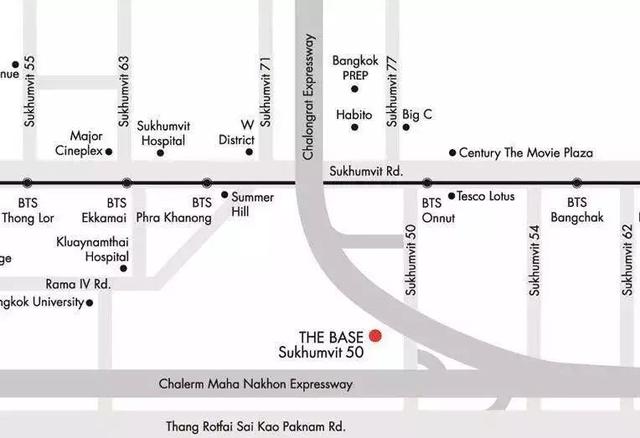 Sukhumvit 55
Sukhumvit 63
Sukhumvit 71
Chalongrat Expressway
Sukhumvit 77
Bangkok
PREP
nue
Habito
Big C
Major
Cineplex
Sukhumvit
Hospital
W
District
Century The Movie Plaza
Sukhumvit Rd.
BTS
Thong Lor
BTS
Ekkamai
BTS
Phra Khanong
Summer
Hill
BTS
Onnut
Tesco Lotus
BTS
Bangchak
Kluaynamthai
Hospital
ge
Rama IV Rd.
ngkok University
Sukhumvit 50
Sukhumvit 54
Sukhumvit 62
THE BASE
Sukhumvit 50
Chalerm Maha Nakhon Expressway
Thang Rotfai Sai Kao Paknam Rd.